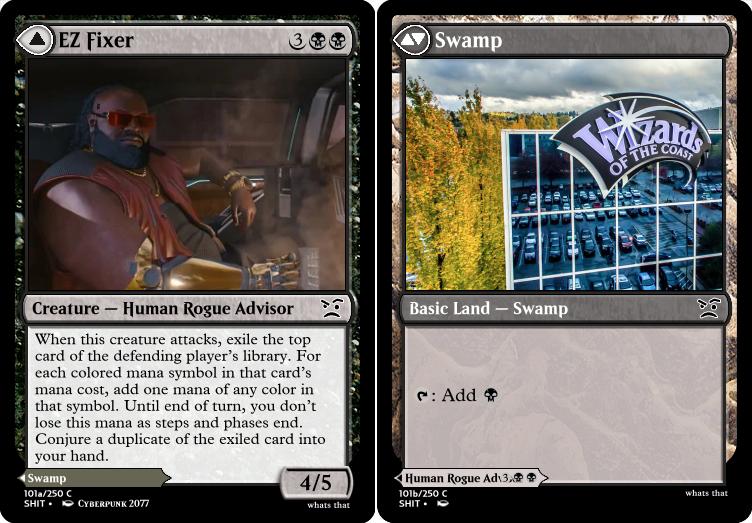 EZ Fixer 3
Creature — Human Rogue Advisor
When this creature attacks, exile the top
card of the defending player's library. For
each colored mana symbol in that card's
mana cost, add one mana of any color in
that symbol. Until end of turn, you don't
lose this mana as steps and phases end.
Conjure a duplicate of the exiled card into
your hand.
Swamp
4/5
101a/250 C
SHIT • Cyberpunk 2077
whats that
Swamp
Wizards
OF THE COAST
Basic Land — Swamp
: Add
Human Rogue Ad 3
101b/250 C
SHIT •
whats that